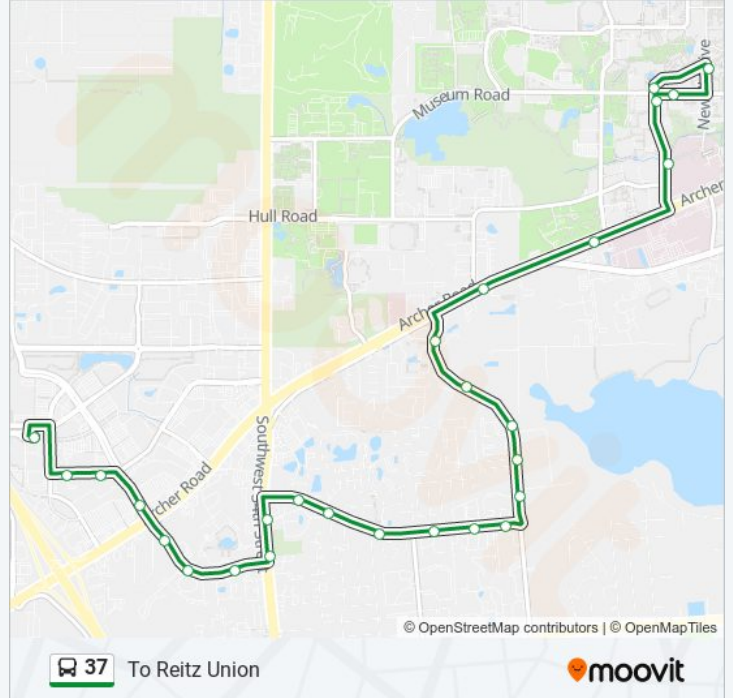 Museum Road
New
ve
Archer
Hull Road
Archer Road
Southwest 34th Street
Archer Road
© OpenStreetMap contributors | © OpenMapTiles
37
To Reitz Union
moovit